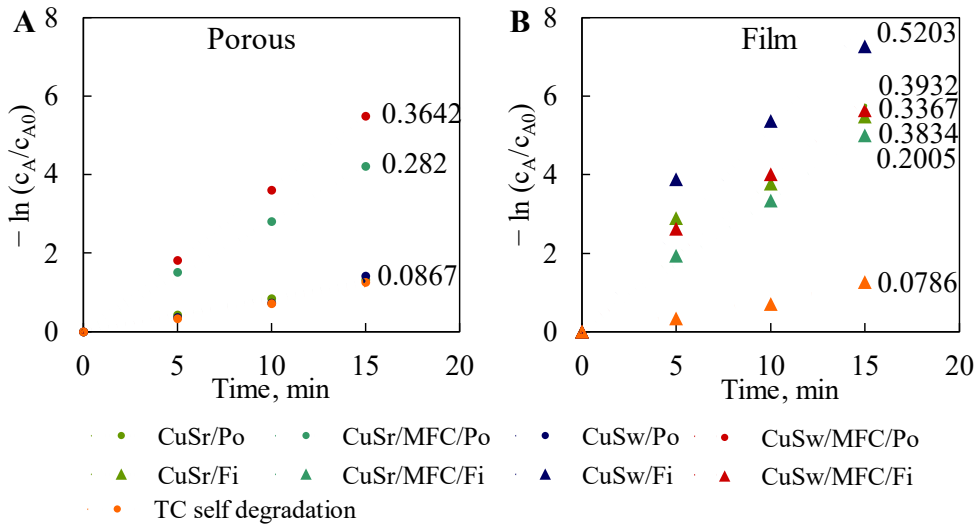 A
Porous
− ln (cA/cA0)
8
6
4
2
0
0.3642
0.282
0.0867
0 5 10 15 20
Time, min
B
Film
− ln (cA/cA0)
8
6
4
2
0
0.5203
0.3932
0.3367
0.3834
0.2005
0.0786
0 5 10 15 20
Time, min
CuSr/Po CuSr/MFC/Po CuSw/Po CuSw/MFC/Po
CuSr/Fi CuSr/MFC/Fi CuSw/Fi CuSw/MFC/Fi
TC self degradation